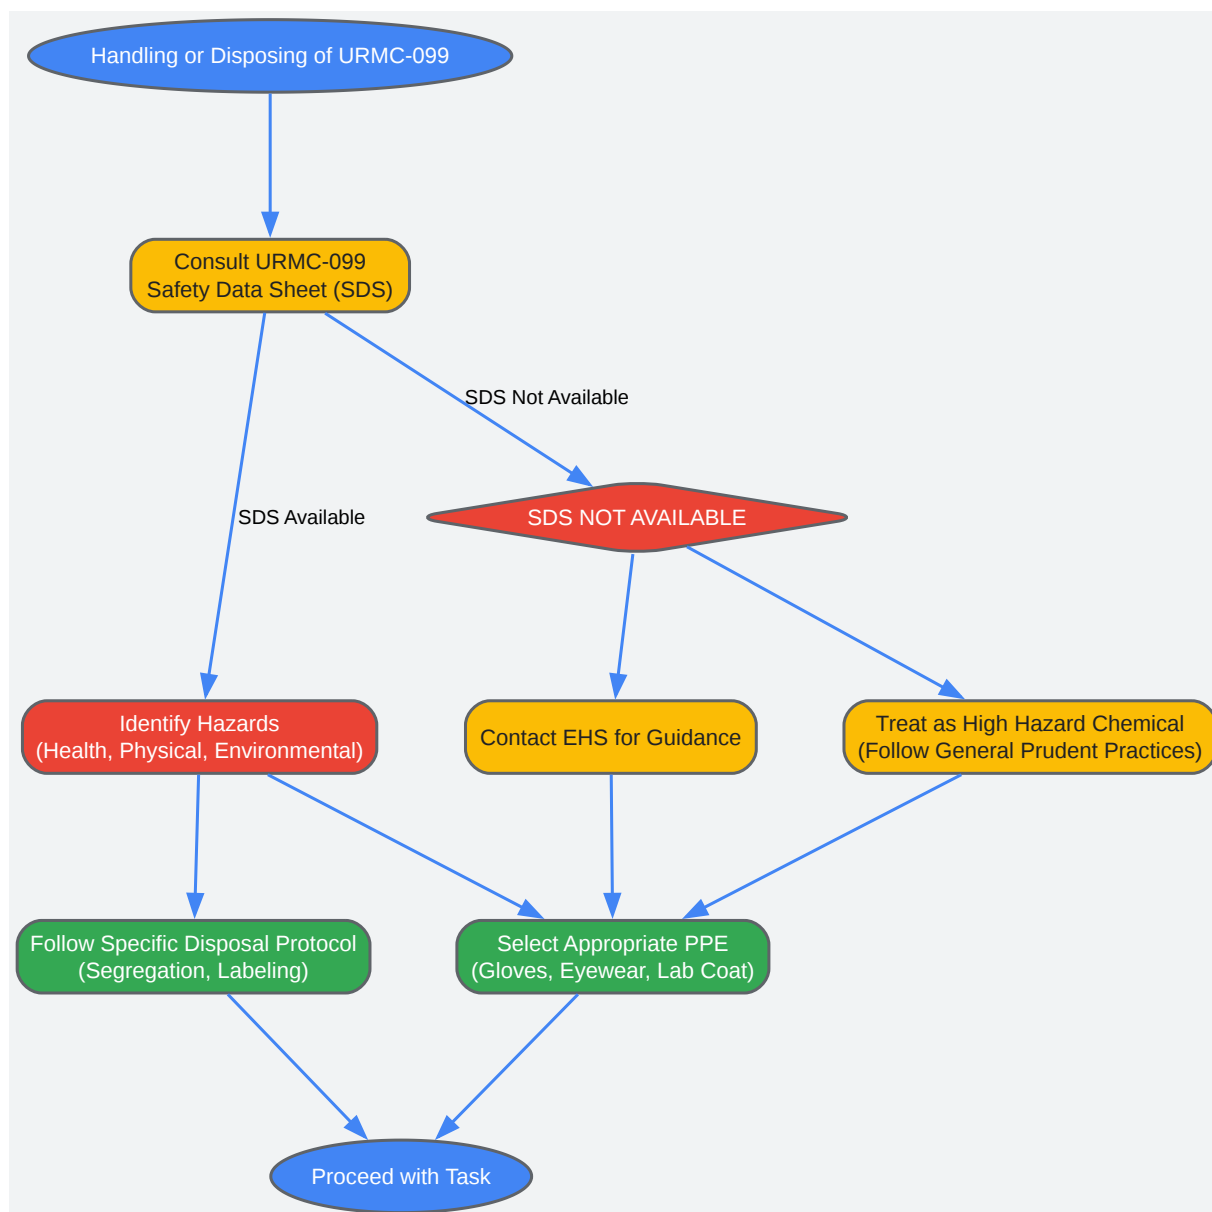 Handling or Disposing of URMC-099
Consult URMC-099
Safety Data Sheet (SDS)
SDS Not Available
SDS Available
SDS NOT AVAILABLE
Identify Hazards
(Health, Physical, Environmental)
Contact EHS for Guidance
Treat as High Hazard Chemical
(Follow General Prudent Practices)
Follow Specific Disposal Protocol
(Segregation, Labeling)
Select Appropriate PPE
(Gloves, Eyewear, Lab Coat)
Proceed with Task